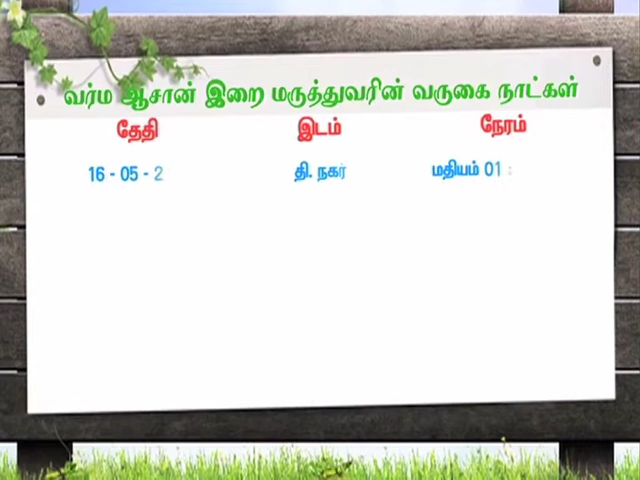 வர்ம ஆசான் இறை மருத்துவரின் வருகை நாட்கள்
தேதி இடம் நேரம்
16 - 05 - 2 தி. நகர் மதியம் 01